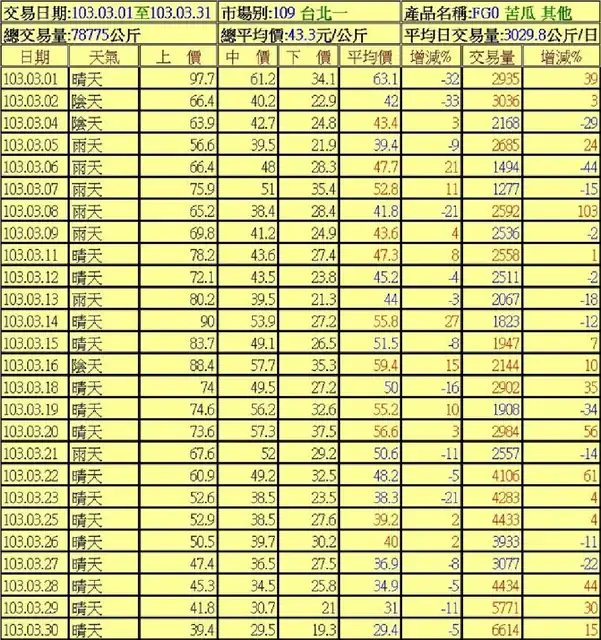 交易日期:103.03.01至103.03.31 市場別:109 台北一 產品名稱:FG0 苦瓜 其他
總交易量:78775公斤 總平均價:43.3元/公斤 平均日交易量:3029.8公斤/日
日期 天氣 上價 中價 下價 平均價 增減% 交易量 增減%
103.03.01 晴天 97.7 61.2 34.1 63.1 -32 2935 39
103.03.02 陰天 66.4 40.2 22.9 42 -33 3036 3
103.03.04 陰天 63.9 42.7 24.8 43.4 3 2168 -29
103.03.05 雨天 56.6 39.5 21.9 39.4 -9 2685 24
103.03.06 雨天 66.4 48 28.3 47.7 21 1494 -44
103.03.07 雨天 75.9 51 35.4 52.8 11 1277 -15
103.03.08 雨天 65.2 38.4 28.4 41.8 -21 2592 103
103.03.09 雨天 69.8 41.2 24.9 43.6 4 2536 -2
103.03.11 晴天 78.2 43.6 27.4 47.3 8 2558 1
103.03.12 晴天 72.1 43.5 23.8 45.2 -4 2511 -2
103.03.13 雨天 80.2 39.5 21.3 44 -3 2067 -18
103.03.14 晴天 90 53.9 27.2 55.8 27 1823 -12
103.03.15 晴天 83.7 49.1 26.5 51.5 -8 1947 7
103.03.16 陰天 88.4 57.7 35.3 59.4 15 2144 10
103.03.18 晴天 74 49.5 27.2 50 -16 2902 35
103.03.19 晴天 74.6 56.2 32.6 55.2 10 1908 -34
103.03.20 晴天 73.6 57.3 37.5 56.6 3 2984 56
103.03.21 雨天 67.6 52 29.2 50.6 -11 2557 -14
103.03.22 晴天 60.9 49.2 32.5 48.2 -5 4106 61
103.03.23 晴天 52.6 38.5 23.5 38.3 -21 4283 4
103.03.25 晴天 52.9 38.5 27.6 39.2 2 4433 4
103.03.26 晴天 50.5 39.7 30.2 40 2 3933 -11
103.03.27 晴天 47.4 36.5 27.5 36.9 -8 3077 -22
103.03.28 晴天 45.3 34.5 25.8 34.9 -5 4434 44
103.03.29 晴天 41.8 30.7 21 31 -11 5771 30
103.03.30 晴天 39.4 29.5 19.3 29.4 -5 6614 15